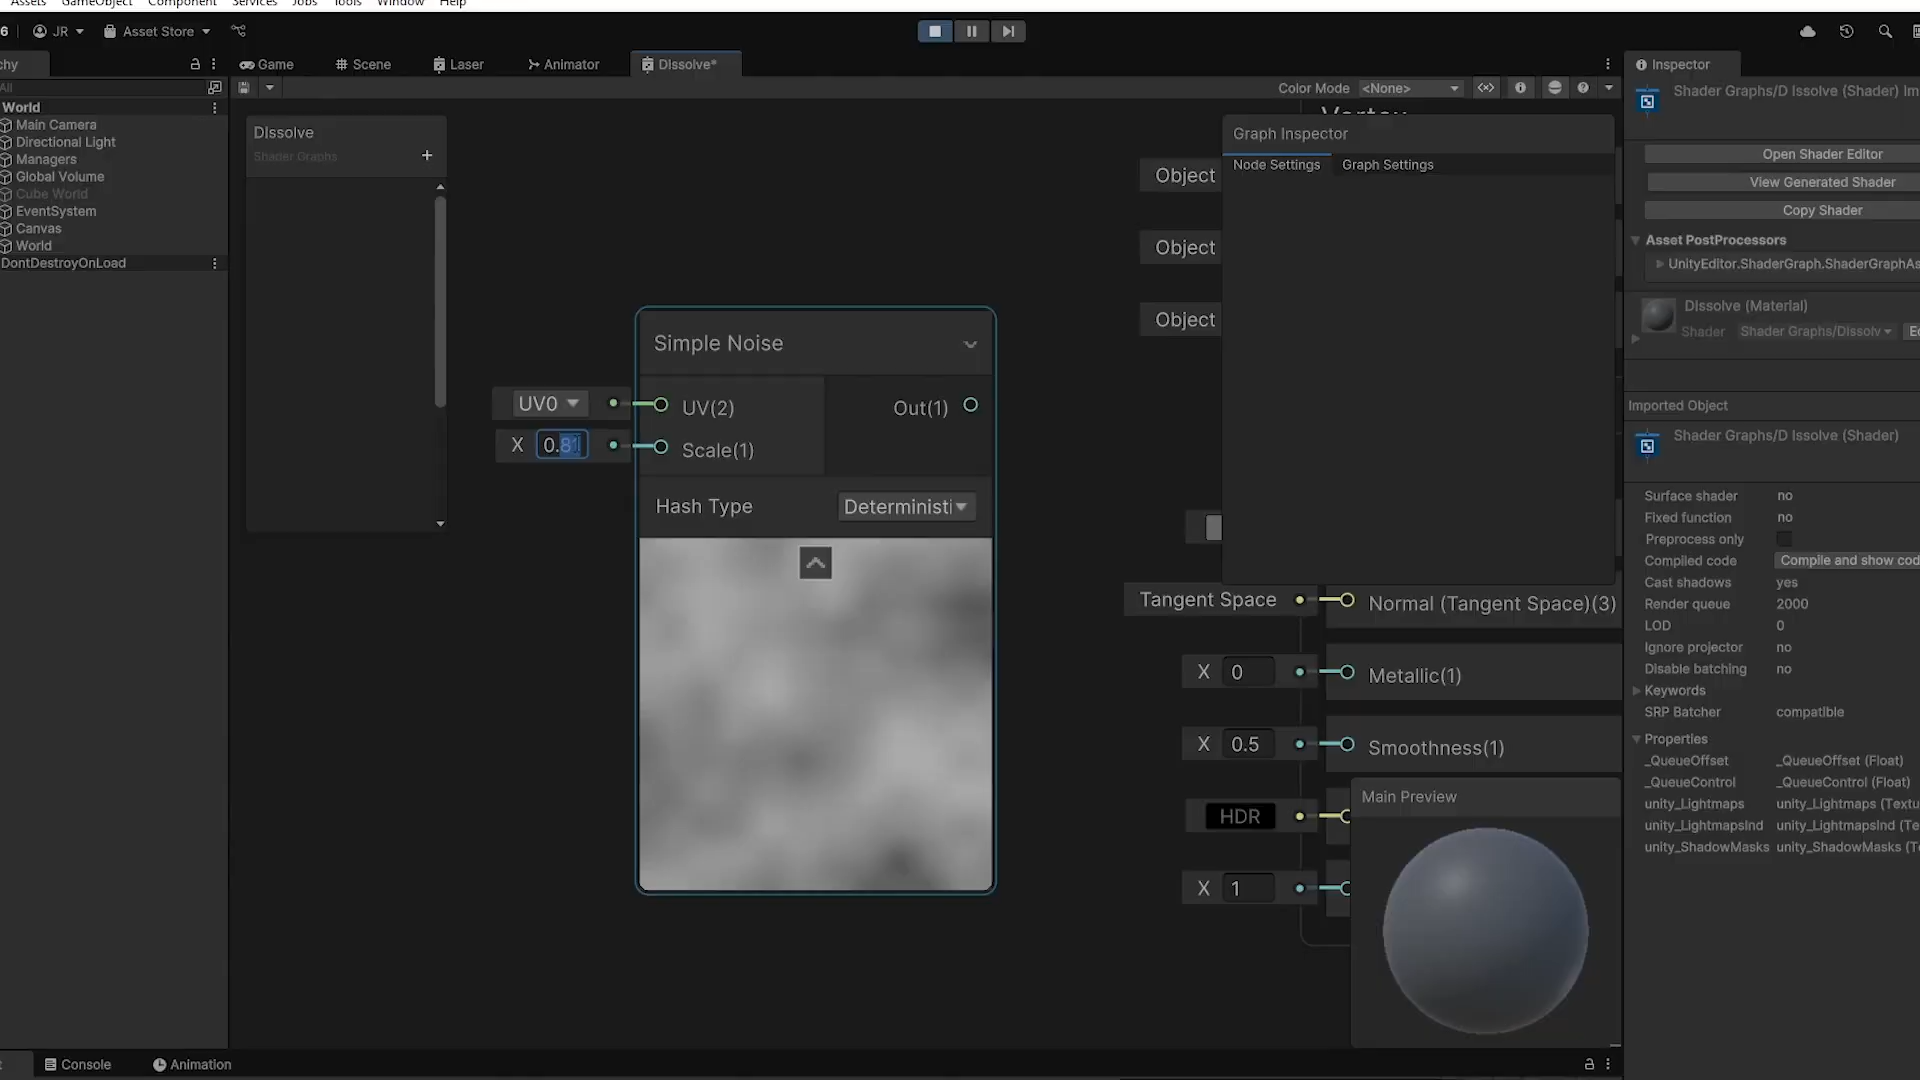 Assets GameObject Component Services Jobs Tools Window Help
6 JR Asset Store
chy
Game Scene Laser Animator DIssolve*
Inspector
All
Color Mode <None>
World
Main Camera
Directional Light
Managers
Global Volume
Cube World
EventSystem
Canvas
World
DontDestroyOnLoad
DIssolve
Shader Graphs
Vertex
Object
Object
Object
Graph Inspector
Node Settings Graph Settings
Simple Noise
UV0 UV(2) Out(1)
X 0.81 Scale(1)
Hash Type Deterministi
Tangent Space Normal (Tangent Space)(3)
X 0 Metallic(1)
X 0.5 Smoothness(1)
HDR
X 1
Main Preview
Shader Graphs/D Issolve (Shader) Im
Open Shader Editor
View Generated Shader
Copy Shader
Asset PostProcessors
UnityEditor.ShaderGraph.ShaderGraphAs
DIssolve (Material)
Shader Shader Graphs/DIssolv
Imported Object
Shader Graphs/D Issolve (Shader)
Surface shader no
Fixed function no
Preprocess only
Compiled code Compile and show cod
Cast shadows yes
Render queue 2000
LOD 0
Ignore projector no
Disable batching no
Keywords
SRP Batcher compatible
Properties
_QueueOffset _QueueOffset (Float)
_QueueControl _QueueControl (Float)
unity_Lightmaps unity_Lightmaps (Textu
unity_LightmapsInd unity_LightmapsInd (Te
unity_ShadowMasks unity_ShadowMasks (T
Console Animation